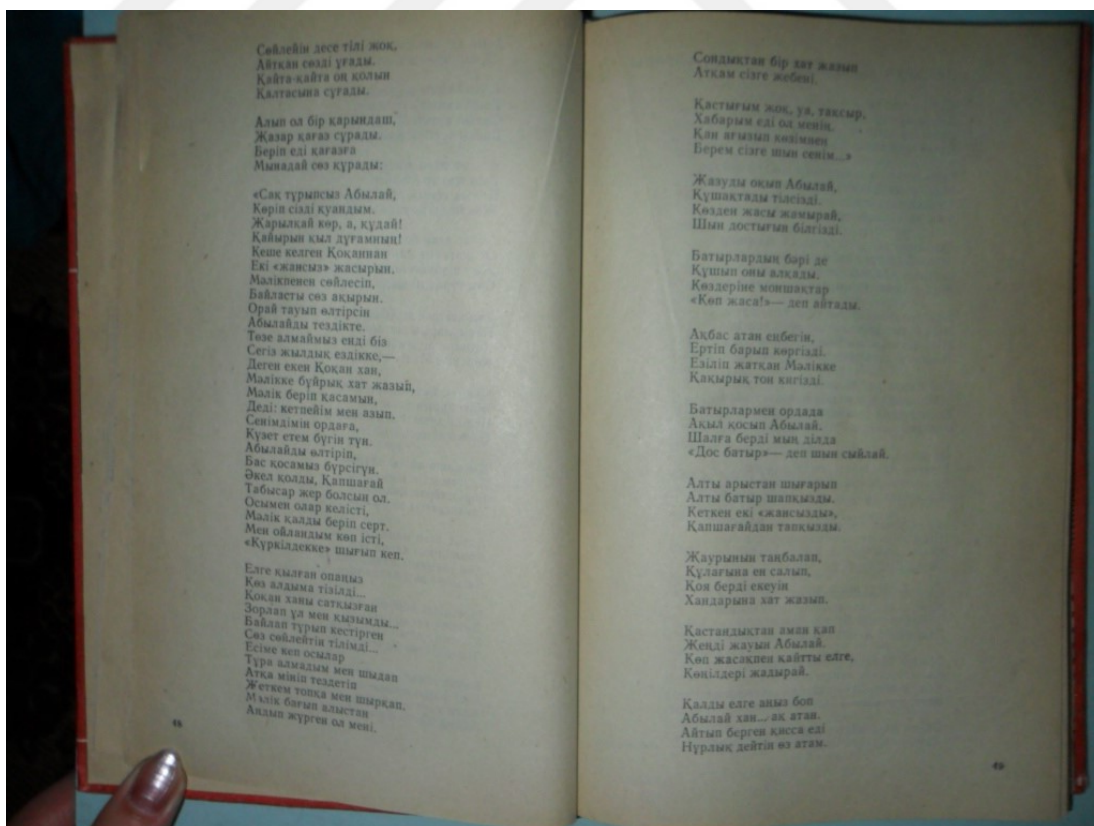 Сөйлейін десе тілі жоқ,
Айтқан сөзді ұғады.
Қайта-қайта оң қолын
Қалтасына сұғады.
Алып ол бір қарындаш,
Жазар қағаз сұрады.
Беріп еді қағазға
Мынадай сөз құрады:
«Сақ тұрыпсыз Абылай,
Көріп сізді қуандым.
Жарылқай көр, а, құдай!
Қайырын қыл дұғамның!
Кеше келген Қоқаннан
Екі «жансыз» жасырын.
Мәлікпенен сөйлесіп,
Байласты сөз ақырын.
Орай тауып өлтірсін
Абылайды тездікте.
Төзе алмаймыз енді біз
Сегіз жылдық ездікке,—
Деген екен Қоқан хан,
Мәлікке бұйрық хат жазып,
Мәлік беріп қасамын,
Деді: кетпейім мен азып.
Сенімдімін ордаға,
Күзет етем бүгін түн.
Абылайды өлтіріп,
Бас қосамыз бүрсігүн.
Әкел қолды, Қапшағай
Табысар жер болсын ол.
Осымен олар келісті,
Мәлік қалды беріп серт.
Мен ойландым көп істі,
«Күркілдекке» шығып кеп.
Елге қылған опаңыз
Көз алдыма тізілді...
Қоқан ханы сатқызған
Зорлап ұл мен қызымды...
Байлап тұрып кестірген
Сөз сөйлейтін тілімді...
Есіме кеп осылар
Тұра алмадым мен шыдап
Атқа мініп тездетіп
Жеткем топқа мен шырқап.
Мәлік бағып алыстан
Андып жүрген ол мені.
48
Сондықтан бір хат жазып
Атқам сізге жебені.
Қастығым жоқ, уа, тақсыр,
Хабарым еді ол менің.
Қан ағызып көзімнен
Берем сізге шын сенім...»
Жазуды оқып Абылай,
Құшақтады тілсізді.
Көзден жасы жамырай,
Шын достығын білгізді.
Батырлардың бәрі де
Құшып оны алқады.
Көздеріне моншақтар
«Көп жаса!»— деп айтады.
Ақбас атан еңбегін,
Ертіп барып көргізді.
Езіліп жатқан Мәлікке
Қақырық тон кигізді.
Батырлармен ордада
Ақыл қосып Абылай.
Шалға берді мың ділда
«Дос батыр»— деп шын сыйлай.
Алты арыстан шығарып
Алты батыр шапқызды.
Кеткен екі «жансызды»,
Қапшағайдан тапқызды.
Жаурынын таңбалап,
Құлағына ен салып,
Қоя берді екеуін
Хандарына хат жазып.
Қастандықтан аман қап
Жеңді жауын Абылай.
Көп жасақпен қайтты елге,
Көңілдері жадырай.
Қалды елге аңыз боп
Абылай хан... ақ атан.
Айтып берген қисса еді
Нұрлық дейтін өз атам.
49